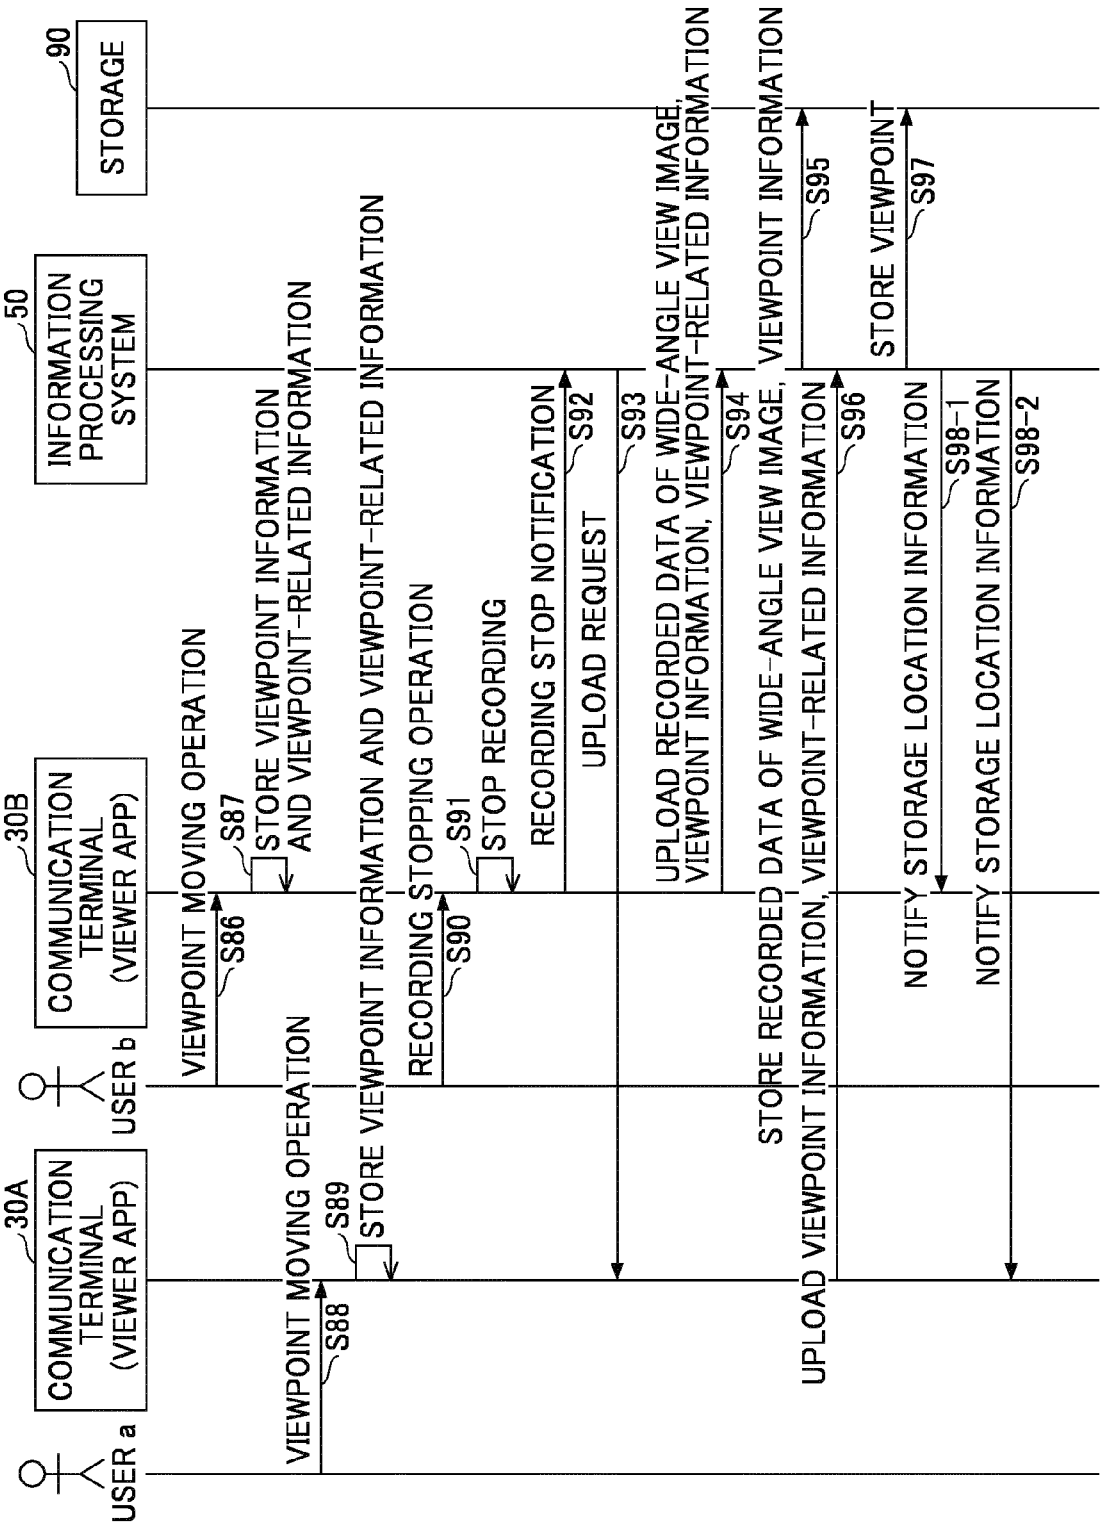 USER a
30A
COMMUNICATION
TERMINAL
(VIEWER APP)
USER b
30B
COMMUNICATION
TERMINAL
(VIEWER APP)
50
INFORMATION
PROCESSING
SYSTEM
90
STORAGE
VIEWPOINT MOVING OPERATION
S86
S87
STORE VIEWPOINT INFORMATION
AND VIEWPOINT-RELATED INFORMATION
VIEWPOINT MOVING OPERATION
S88
S89
STORE VIEWPOINT INFORMATION AND VIEWPOINT-RELATED INFORMATION
RECORDING STOPPING OPERATION
S90
S91
STOP RECORDING
RECORDING STOP NOTIFICATION
S92
UPLOAD REQUEST
S93
UPLOAD RECORDED DATA OF WIDE-ANGLE VIEW IMAGE,
VIEWPOINT INFORMATION, VIEWPOINT-RELATED INFORMATION
S94
STORE RECORDED DATA OF WIDE-ANGLE VIEW IMAGE, VIEWPOINT INFORMATION
S95
UPLOAD VIEWPOINT INFORMATION, VIEWPOINT-RELATED INFORMATION
S96
STORE VIEWPOINT
S97
NOTIFY STORAGE LOCATION INFORMATION
S98-1
NOTIFY STORAGE LOCATION INFORMATION
S98-2